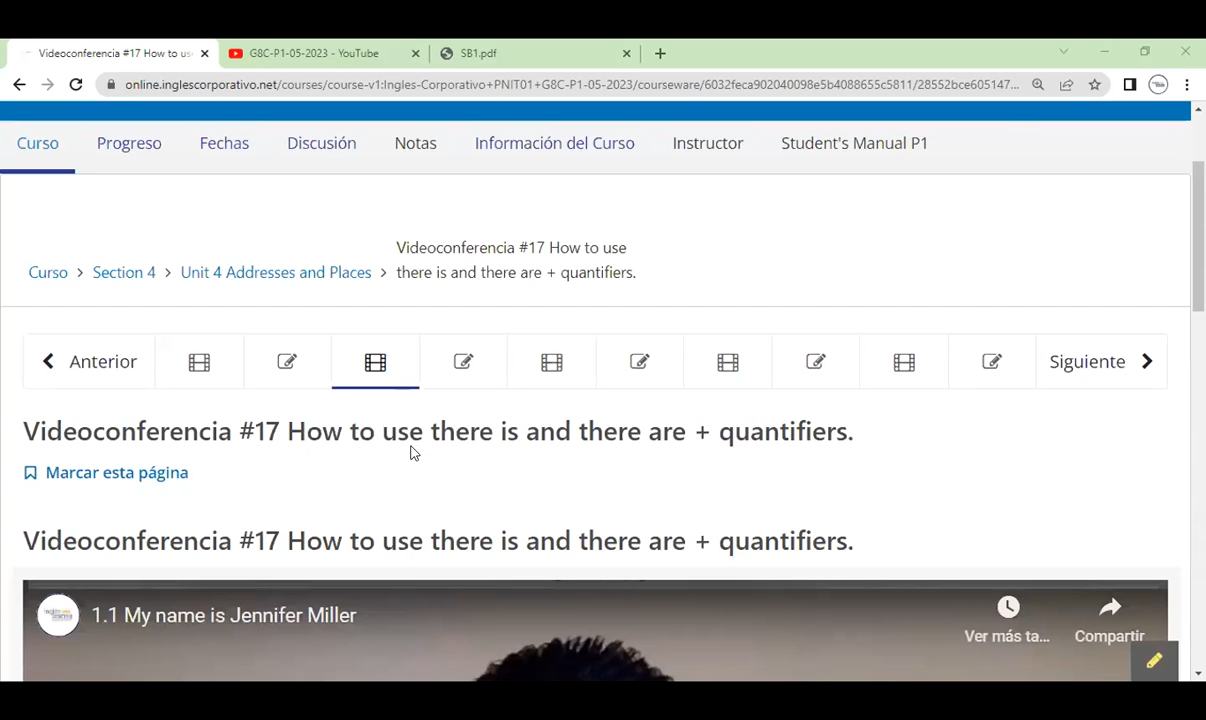 Videoconferencia #17 How to us
G8C-P1-05-2023 - YouTube
SB1.pdf
online.inglescorporativo.net/courses/course-v1:Ingles-Corporativo+PNIT01+G8C-P1-05-2023/courseware/6032feca902040098e5b4088655c5811/28552bce605147...
Curso
Progreso
Fechas
Discusión
Notas
Información del Curso
Instructor
Student's Manual P1
Curso > Section 4 > Unit 4 Addresses and Places > Videoconferencia #17 How to use
there is and there are + quantifiers.
Anterior
Siguiente
Videoconferencia #17 How to use there is and there are + quantifiers.
Marcar esta página
Videoconferencia #17 How to use there is and there are + quantifiers.
1.1 My name is Jennifer Miller
Ver más ta...
Compartir